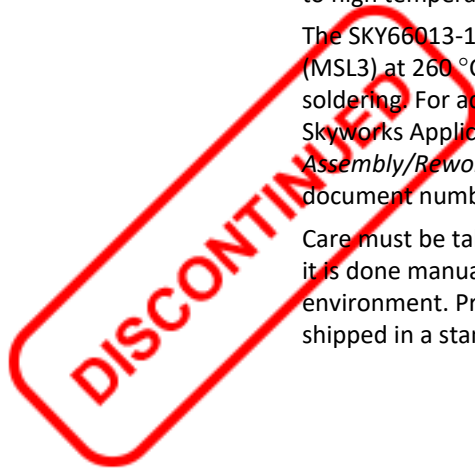 to high tempera
The SKY66013-1
(MSL3) at 260 °C
soldering. For a
Skyworks Applic
Assembly/Rewo
document numb
Care must be ta
it is done manua
environment. Pr
shipped in a star
DISCONTINUED